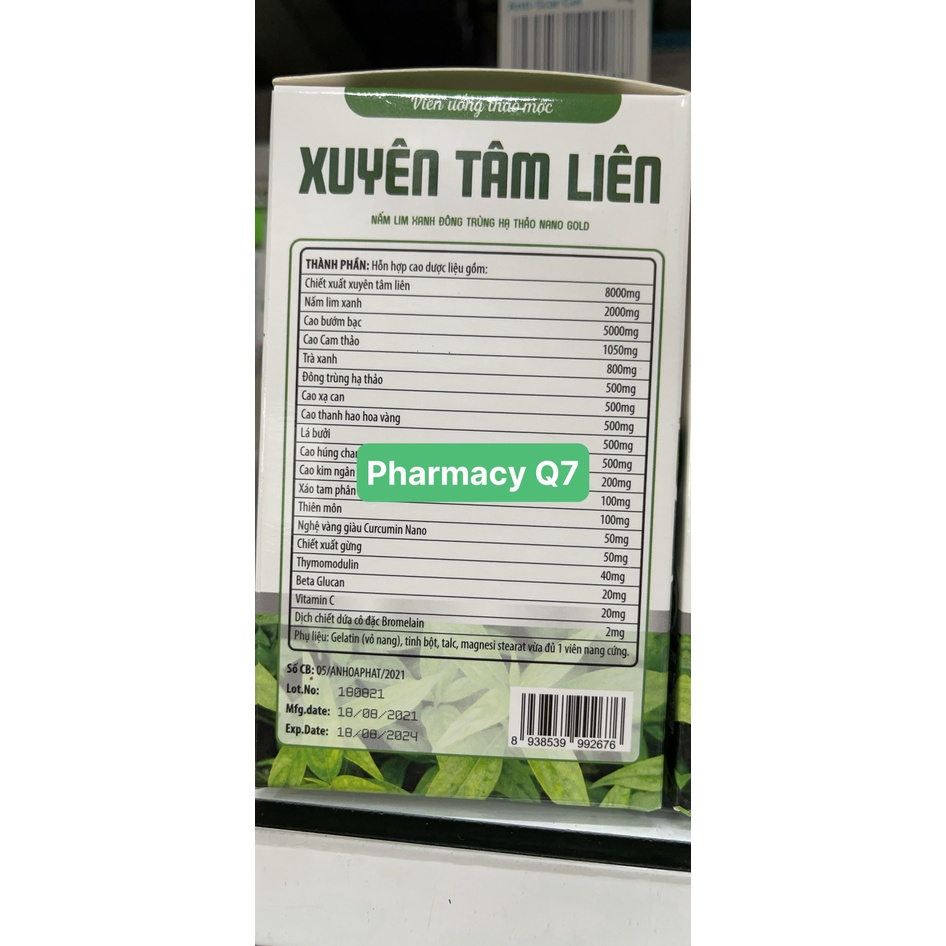 Viên uống thảo mộc
XUYÊN TÂM LIÊN
NẤM LIM XANH ĐÔNG TRÙNG HẠ THẢO NANO GOLD
THÀNH PHẦN: Hỗn hợp cao dược liệu gồm:
Chiết xuất xuyên tâm liên 8000mg
Nấm lim xanh 2000mg
Cao bướm bạc 5000mg
Cao Cam thảo 1050mg
Trà xanh 800mg
Đông trùng hạ thảo 500mg
Cao xạ can 500mg
Cao thanh hao hoa vàng 500mg
Lá bưởi 500mg
Cao húng 500mg
Cao kim ngân 200mg
Xáo tam phân 100mg
Thiên môn 100mg
Nghệ vàng giàu Curcumin Nano 50mg
Chiết xuất gừng 50mg
Thymomodulin 40mg
Beta Glucan 20mg
Vitamin C 20mg
Dịch chiết dứa cô đặc Bromelain 2mg
Phụ liệu: Gelatin (vỏ nang), tinh bột, talc, magnesi stearat vừa đủ 1 viên nang cứng.
Pharmacy Q7
Số CB: 05/ANHOAPHAT/2021
Lot.No: 180821
Mfg.date: 18/08/2021
Exp.Date: 18/08/2024
8 938539 992676